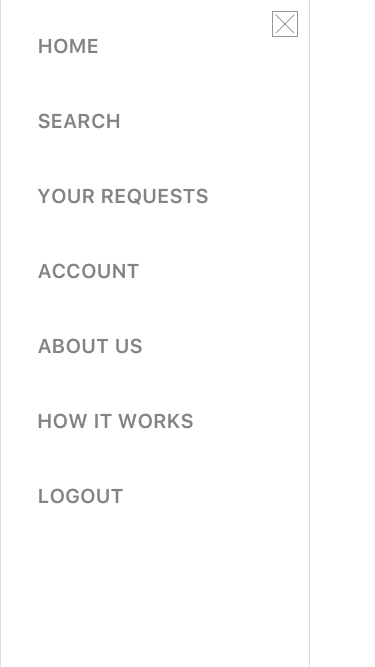 HOME
SEARCH
YOUR REQUESTS
ACCOUNT
ABOUT US
HOW IT WORKS
LOGOUT